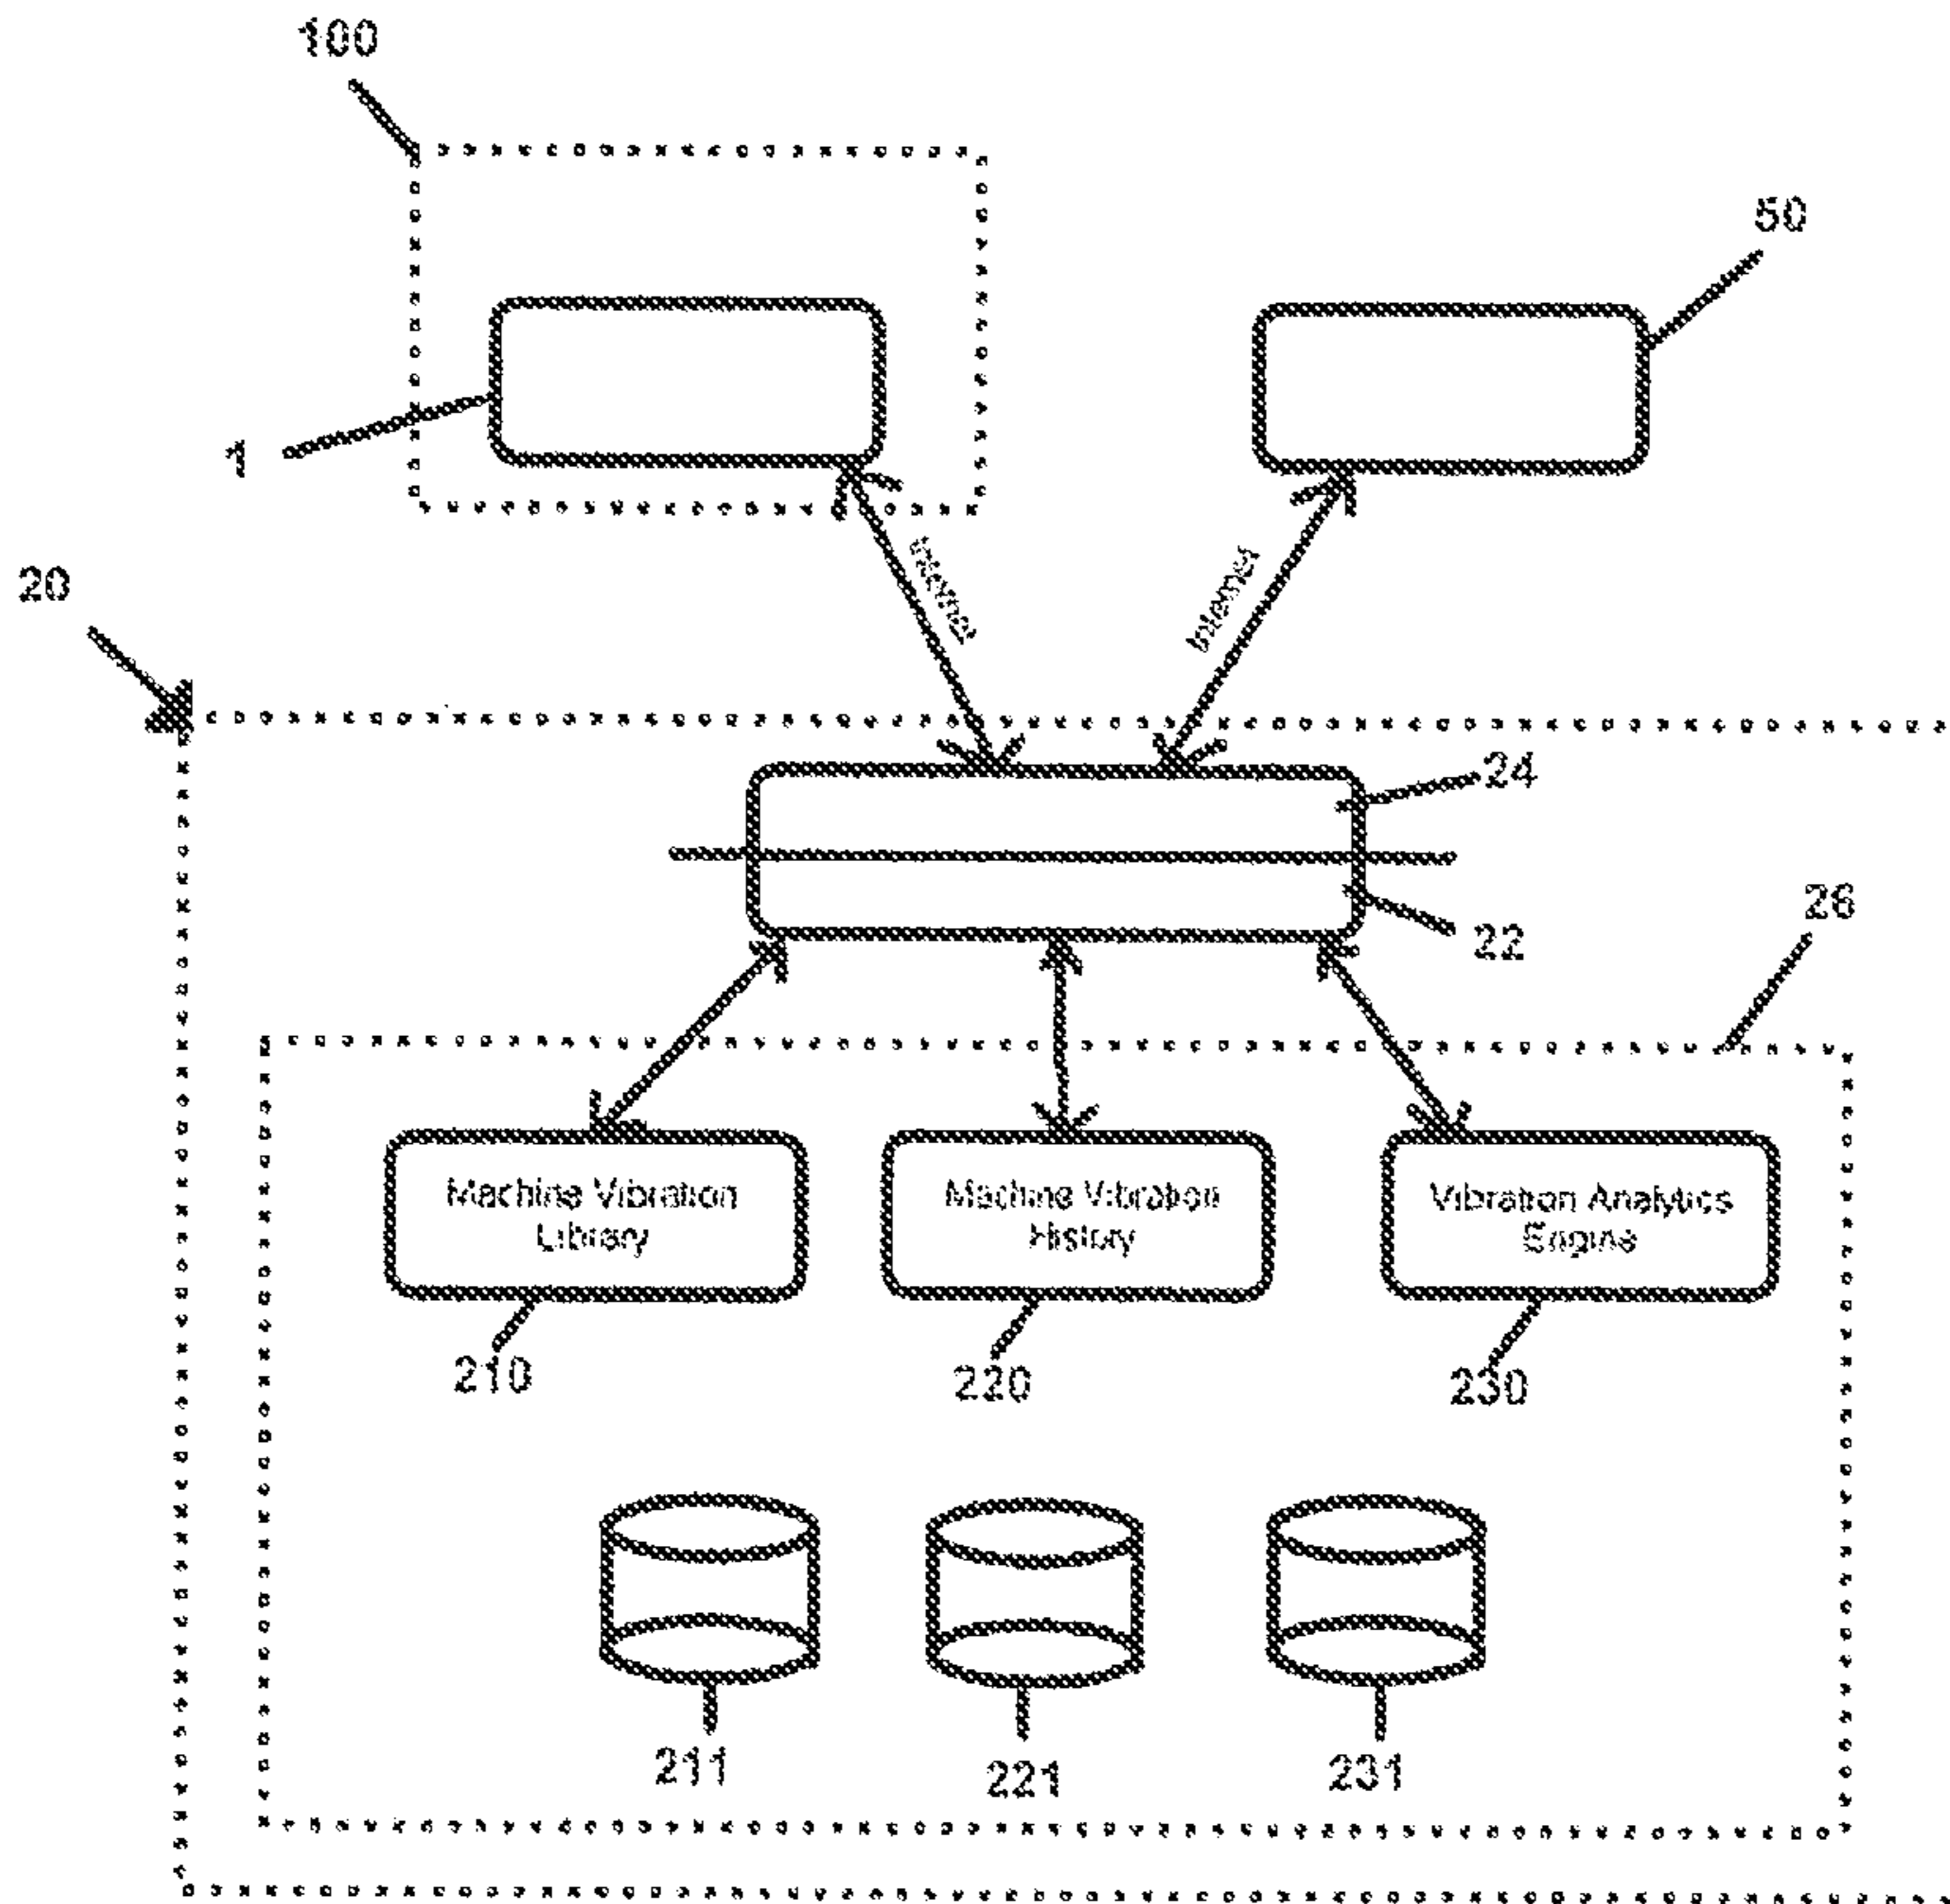 100
50
1
Internet
Internet
20
24
22
26
Machine Vibration
Library
Machine Vibration
History
Vibration Analytics
Engine
210
220
230
211
221
231